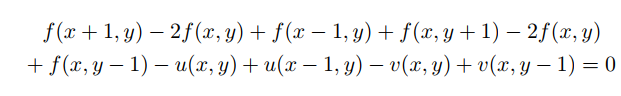 f(x + 1, y) − 2f(x, y) + f(x − 1, y) + f(x, y + 1) − 2f(x, y)
+ f(x, y − 1) − u(x, y) + u(x − 1, y) − v(x, y) + v(x, y − 1) = 0